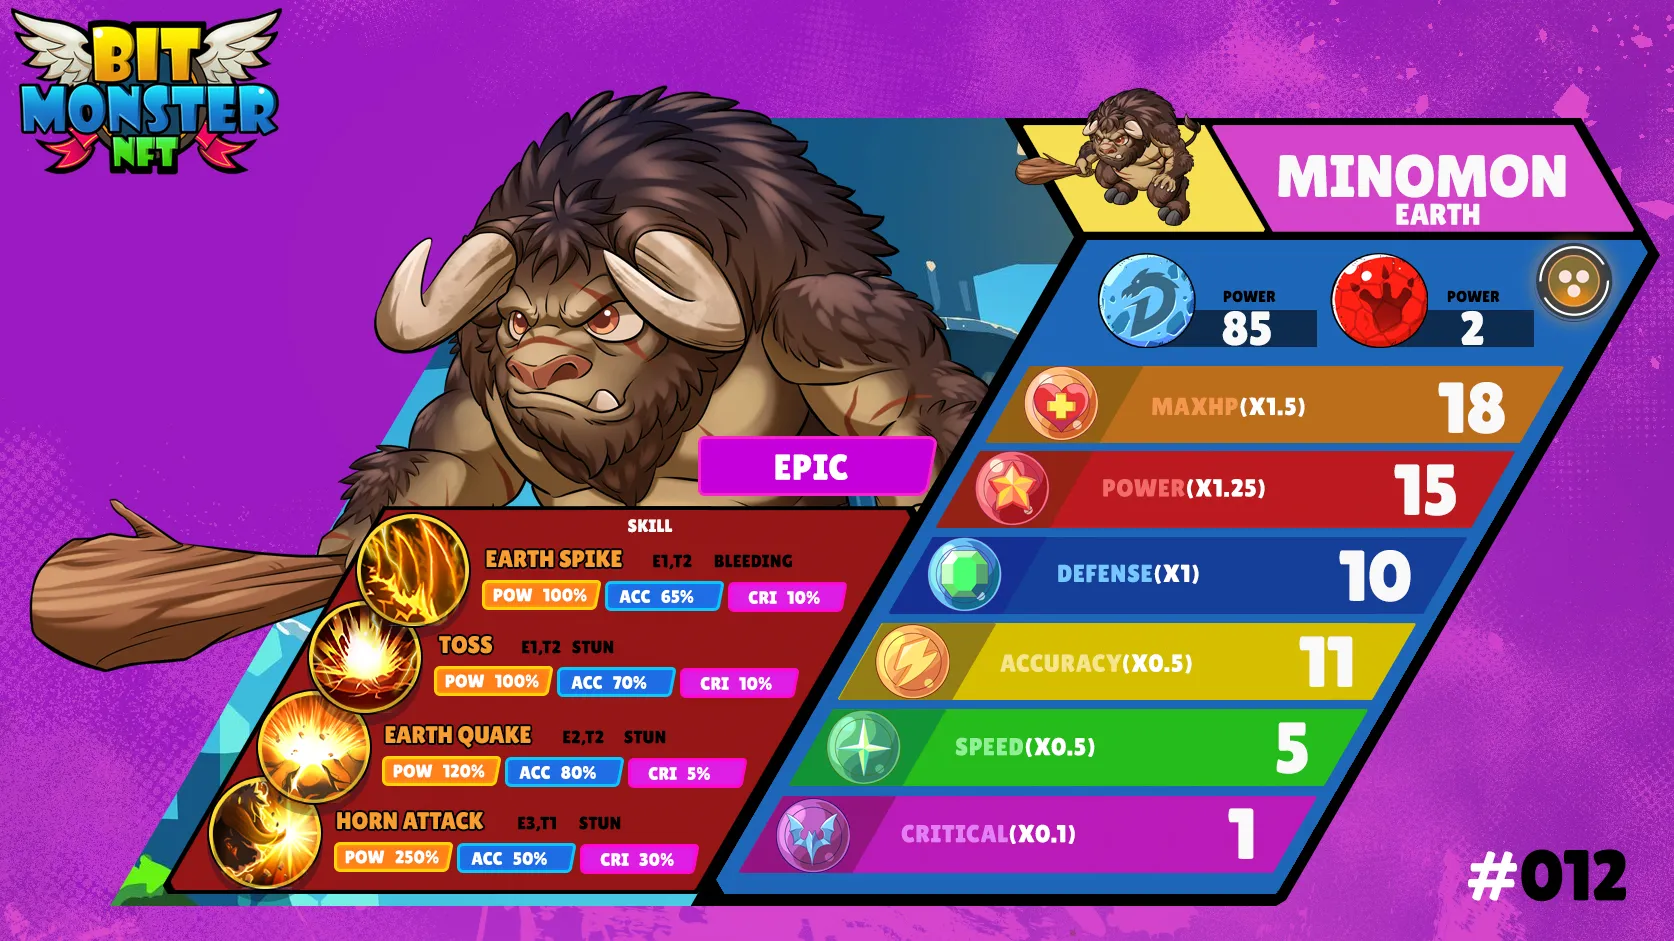 BIT
MONSTER
NFT
MINOMON
EARTH
POWER
85
POWER
2
MAXHP(X1.5) 18
POWER(X1.25) 15
DEFENSE(X1) 10
ACCURACY(X0.5) 11
SPEED(X0.5) 5
CRITICAL(X0.1) 1
EPIC
SKILL
EARTH SPIKE E1,T2 BLEEDING
POW 100% ACC 65% CRI 10%
TOSS E1,T2 STUN
POW 100% ACC 70% CRI 10%
EARTH QUAKE E2,T2 STUN
POW 120% ACC 80% CRI 5%
HORN ATTACK E3,T1 STUN
POW 250% ACC 50% CRI 30%
#012